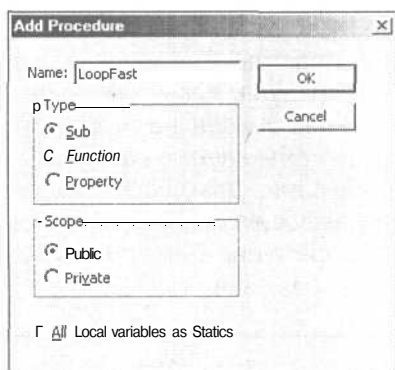 Add Procedure
Name: LoopFast
OK
Cancel
p Type
Sub
C Function
Property
- Scope
Public
Private
Γ All Local variables as Statics